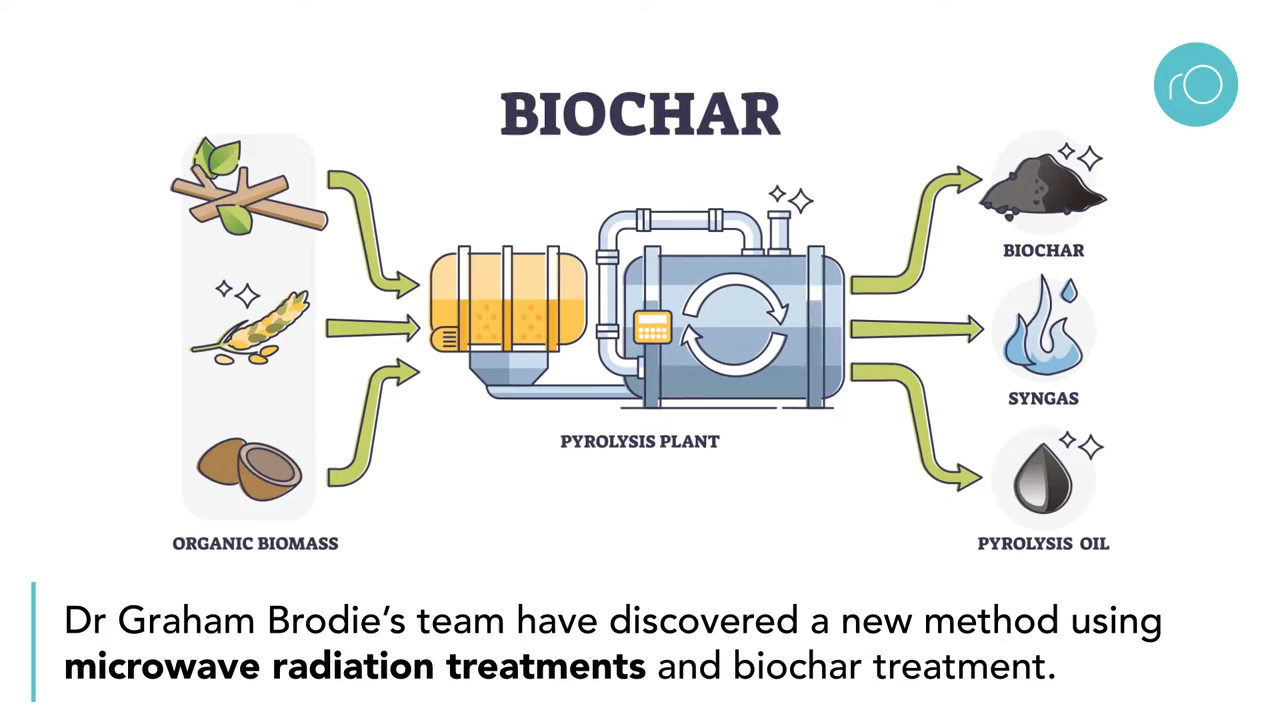 BIOCHAR
BIOCHAR
SYNGAS
PYROLYSIS PLANT
ORGANIC BIOMASS
PYROLYSIS OIL
Dr Graham Brodie’s team have discovered a new method using
microwave radiation treatments and biochar treatment.
ro